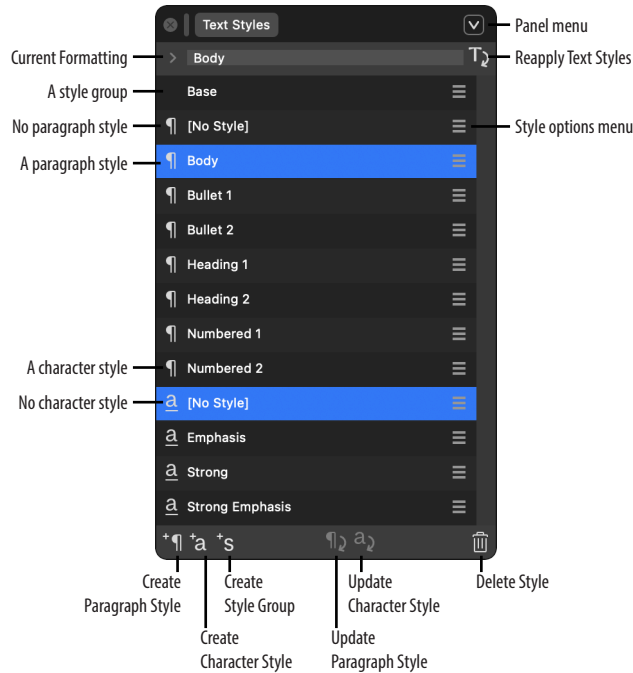 Text Styles
Panel menu
Current Formatting
Body
Reapply Text Styles
A style group
Base
No paragraph style
[No Style]
Style options menu
A paragraph style
Body
Bullet 1
Bullet 2
Heading 1
Heading 2
Numbered 1
A character style
Numbered 2
No character style
a [No Style]
a Emphasis
a Strong
a Strong Emphasis
+¶ +a +s ¶ a
Create
Paragraph Style
Create
Style Group
Update
Character Style
Delete Style
Create
Character Style
Update
Paragraph Style